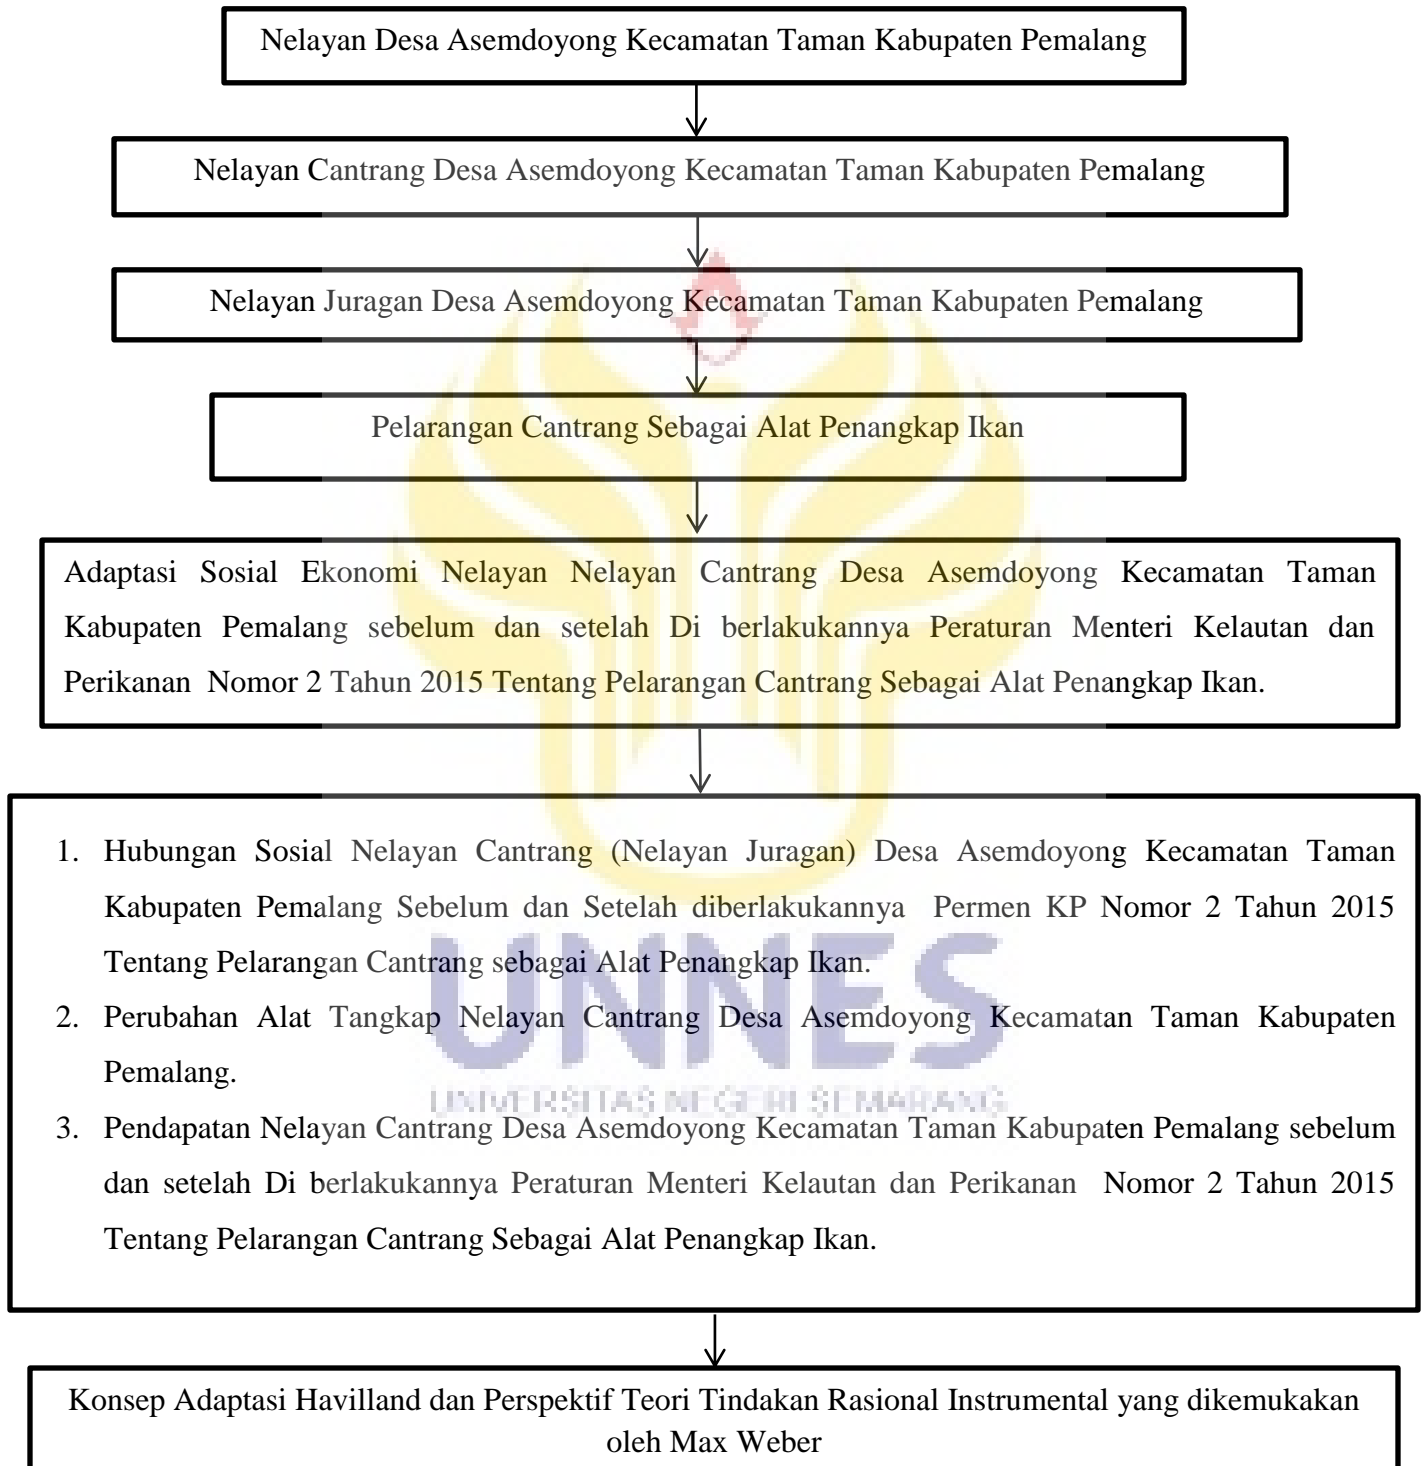 Nelayan Desa Asemdoyong Kecamatan Taman Kabupaten Pemalang
Nelayan Cantrang Desa Asemdoyong Kecamatan Taman Kabupaten Pemalang
Nelayan Juragan Desa Asemdoyong Kecamatan Taman Kabupaten Pemalang
Pelarangan Cantrang Sebagai Alat Penangkap Ikan
Adaptasi Sosial Ekonomi Nelayan Nelayan Cantrang Desa Asemdoyong Kecamatan Taman
Kabupaten Pemalang sebelum dan setelah Di berlakukannya Peraturan Menteri Kelautan dan
Perikanan Nomor 2 Tahun 2015 Tentang Pelarangan Cantrang Sebagai Alat Penangkap Ikan.
1. Hubungan Sosial Nelayan Cantrang (Nelayan Juragan) Desa Asemdoyong Kecamatan Taman
Kabupaten Pemalang Sebelum dan Setelah diberlakukannya Permen KP Nomor 2 Tahun 2015
Tentang Pelarangan Cantrang sebagai Alat Penangkap Ikan.
2. Perubahan Alat Tangkap Nelayan Cantrang Desa Asemdoyong Kecamatan Taman Kabupaten
Pemalang.
3. Pendapatan Nelayan Cantrang Desa Asemdoyong Kecamatan Taman Kabupaten Pemalang sebelum
dan setelah Di berlakukannya Peraturan Menteri Kelautan dan Perikanan Nomor 2 Tahun 2015
Tentang Pelarangan Cantrang Sebagai Alat Penangkap Ikan.
UNNES
UNIVERSITAS NEGERI SEMARANG
Konsep Adaptasi Havilland dan Perspektif Teori Tindakan Rasional Instrumental yang dikemukakan
oleh Max Weber